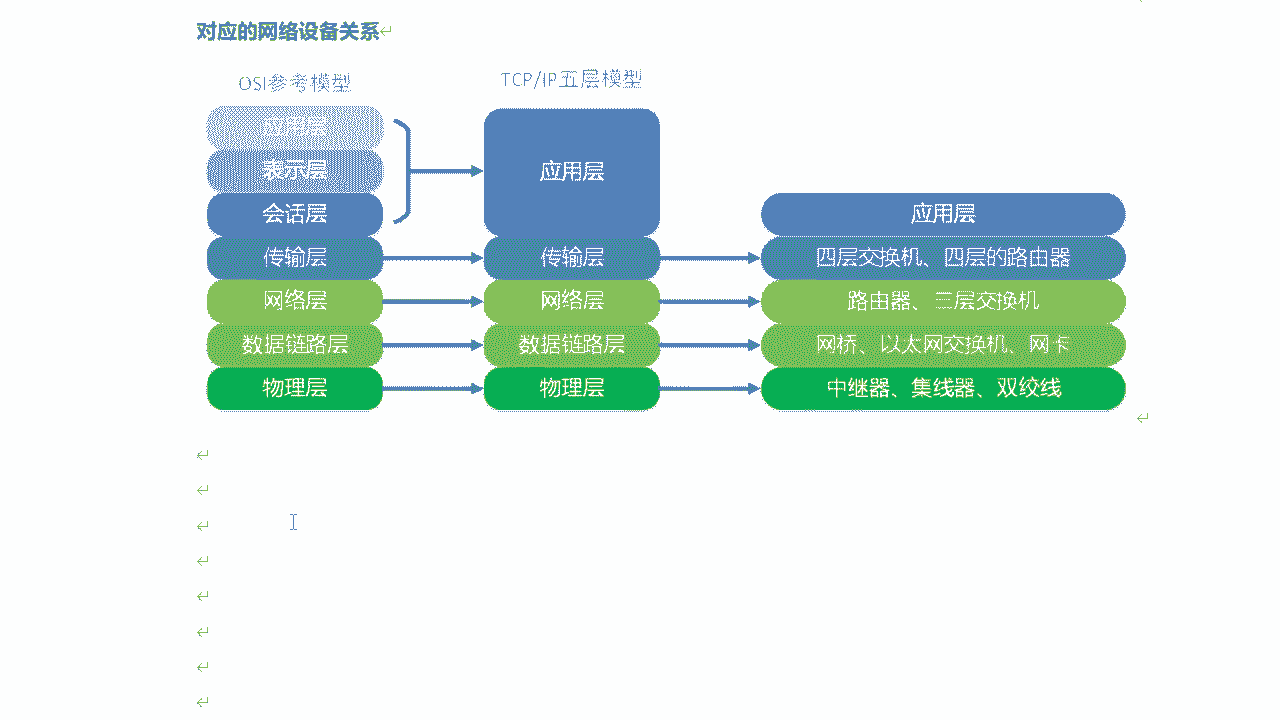 对应的网络设备关系
OSI参考模型
TCP/IP五层模型
应用层
表示层
会话层
传输层
网络层
数据链路层
物理层
应用层
传输层
网络层
数据链路层
物理层
应用层
四层交换机、四层的路由器
路由器、三层交换机
网桥、以太网交换机、网卡
中继器、集线器、双绞线